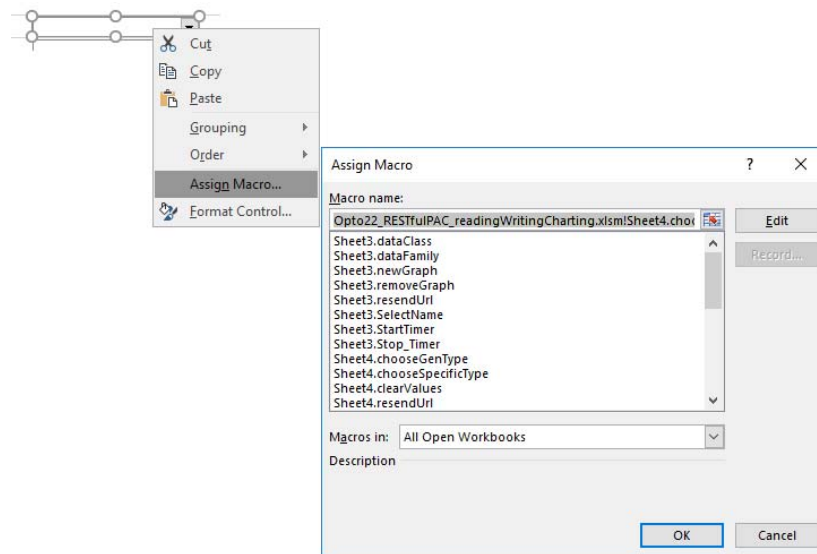 Cut
Copy
Paste
Grouping
Order
Assign Macro...
Format Control...
Assign Macro
Macro name:
Opto22_RESTfulPAC_readingWritingCharting.xlsm!Sheet4.choo
Edit
Record...
Sheet3.dataClass
Sheet3.dataFamily
Sheet3.newGraph
Sheet3.removeGraph
Sheet3.resendUrl
Sheet3.SelectName
Sheet3.StartTimer
Sheet3.Stop_Timer
Sheet4.chooseGenType
Sheet4.chooseSpecificType
Sheet4.clearValues
Sheet4.resendUrl
Macros in: All Open Workbooks
Description
OK
Cancel